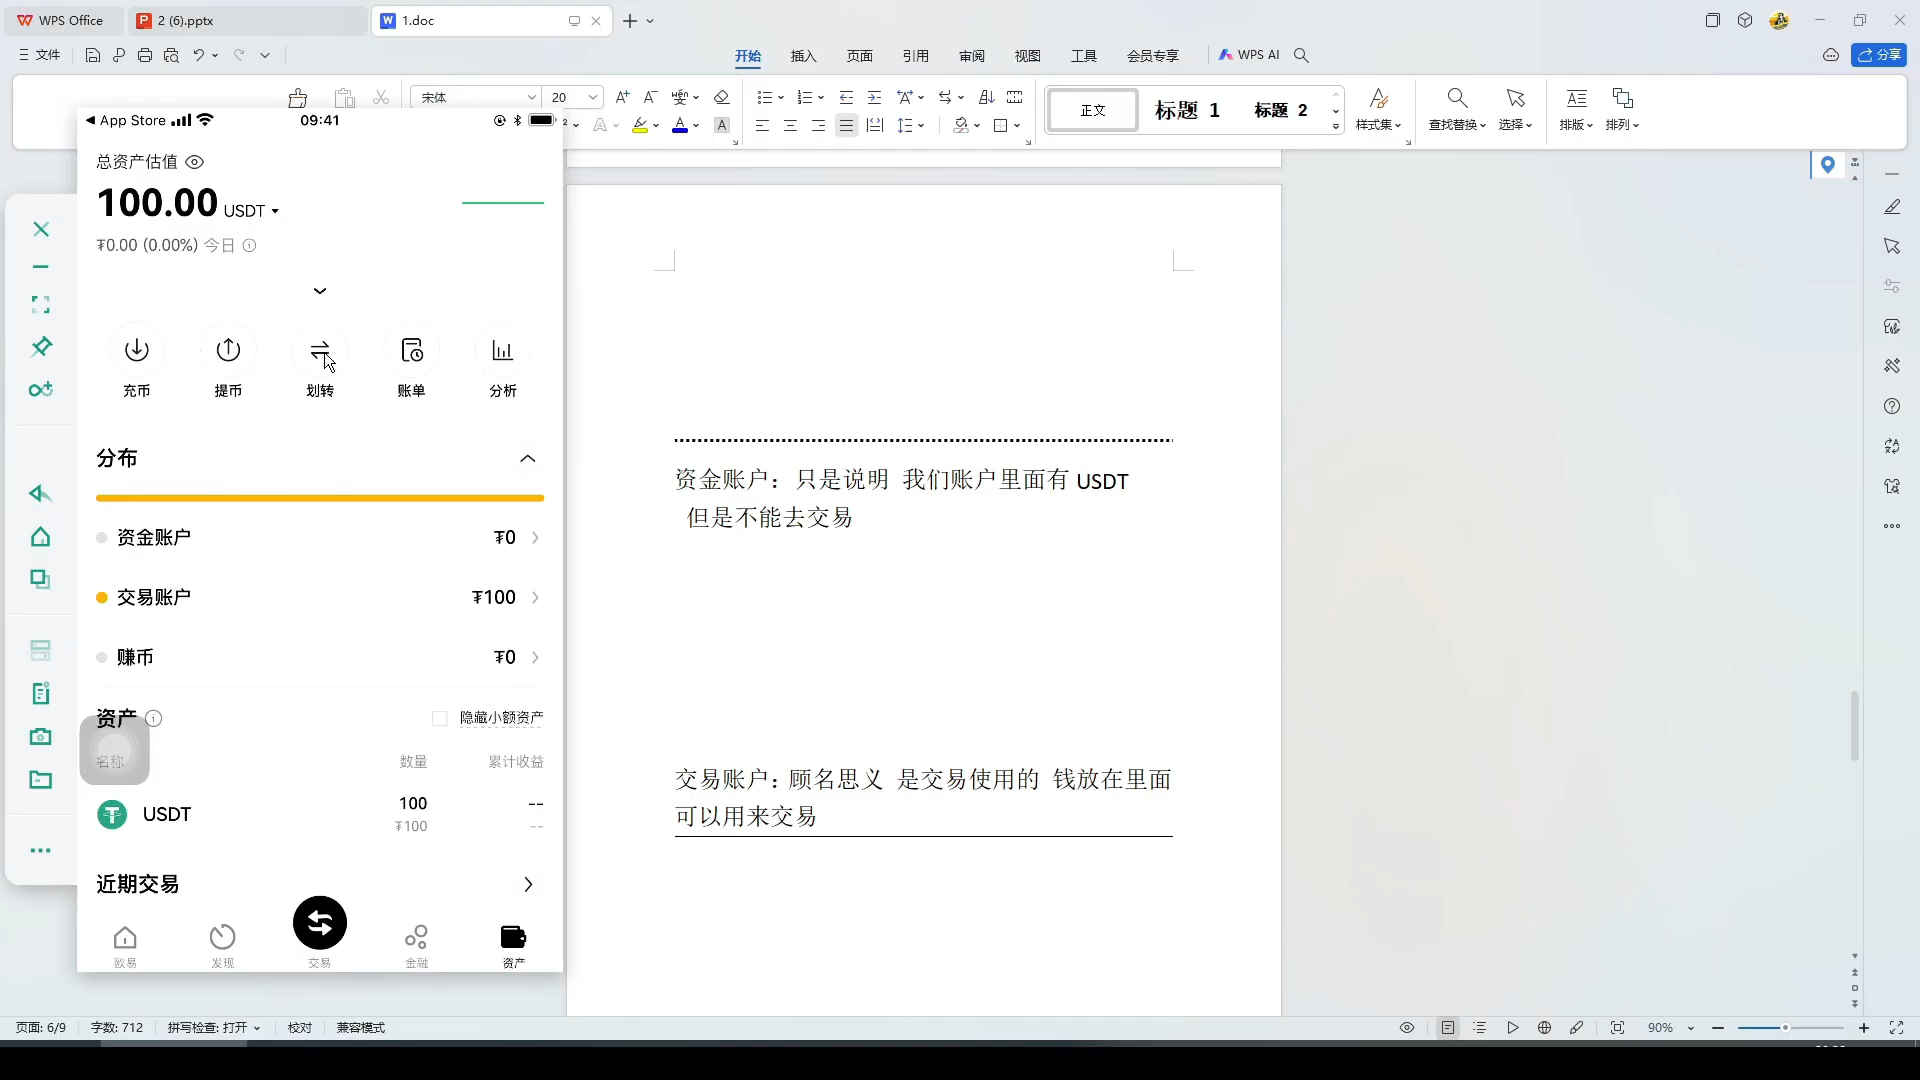 WPS Office
2 (6).pptx
1.doc
文件
开始
插入
页面
引用
审阅
视图
工具
会员专享
WPS AI
分享
宋体
20
正文
标题 1
标题 2
样式集
查找替换
选择
排版
排列
App Store
09:41
总资产估值
100.00 USDT
₮0.00 (0.00%) 今日
充币
提币
划转
账单
分析
分布
资金账户 ₮0
交易账户 ₮100
赚币 ₮0
资产
隐藏小额资产
名称 数量 累计收益
USDT 100 --
₮100 --
近期交易
欧易
发现
交易
金融
资产
资金账户：只是说明 我们账户里面有 USDT
但是不能去交易
交易账户：顾名思义 是交易使用的 钱放在里面
可以用来交易
页面: 6/9
字数: 712
拼写检查: 打开
校对
兼容模式
90%